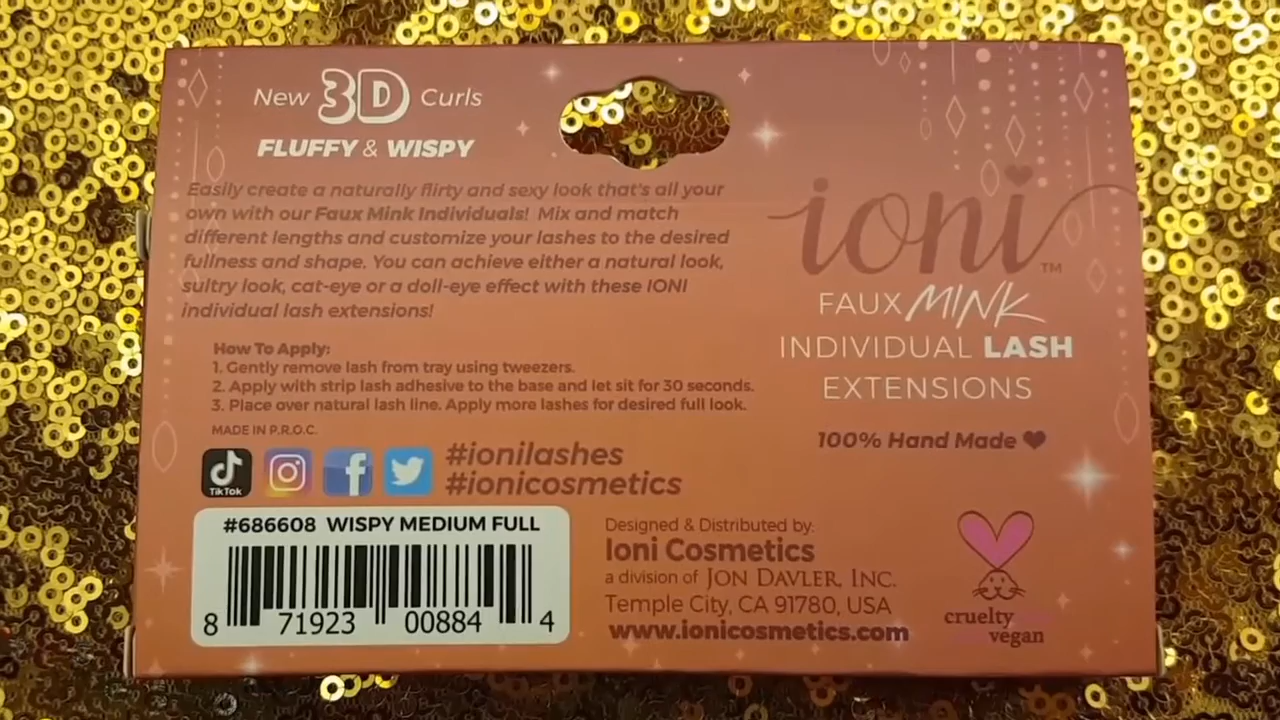 New 3D Curls
FLUFFY & WISPY
Easily create a naturally flirty and sexy look that's all your
own with our Faux Mink Individuals! Mix and match
different lengths and customize your lashes to the desired
fullness and shape. You can achieve either a natural look,
sultry look, cat-eye or a doll-eye effect with these IONI
individual lash extensions!
How To Apply:
1. Gently remove lash from tray using tweezers.
2. Apply with strip lash adhesive to the base and let sit for 30 seconds.
3. Place over natural lash line. Apply more lashes for desired full look.
MADE IN P.R.O.C.
TikTok
#ionilashes
#ionicosmetics
#686608 WISPY MEDIUM FULL
8 71923 00884 4
ioni™
FAUX MINK
INDIVIDUAL LASH
EXTENSIONS
100% Hand Made
Designed & Distributed by:
Ioni Cosmetics
a division of JON DAVLER, INC.
Temple City, CA 91780, USA
www.ionicosmetics.com
cruelty
vegan